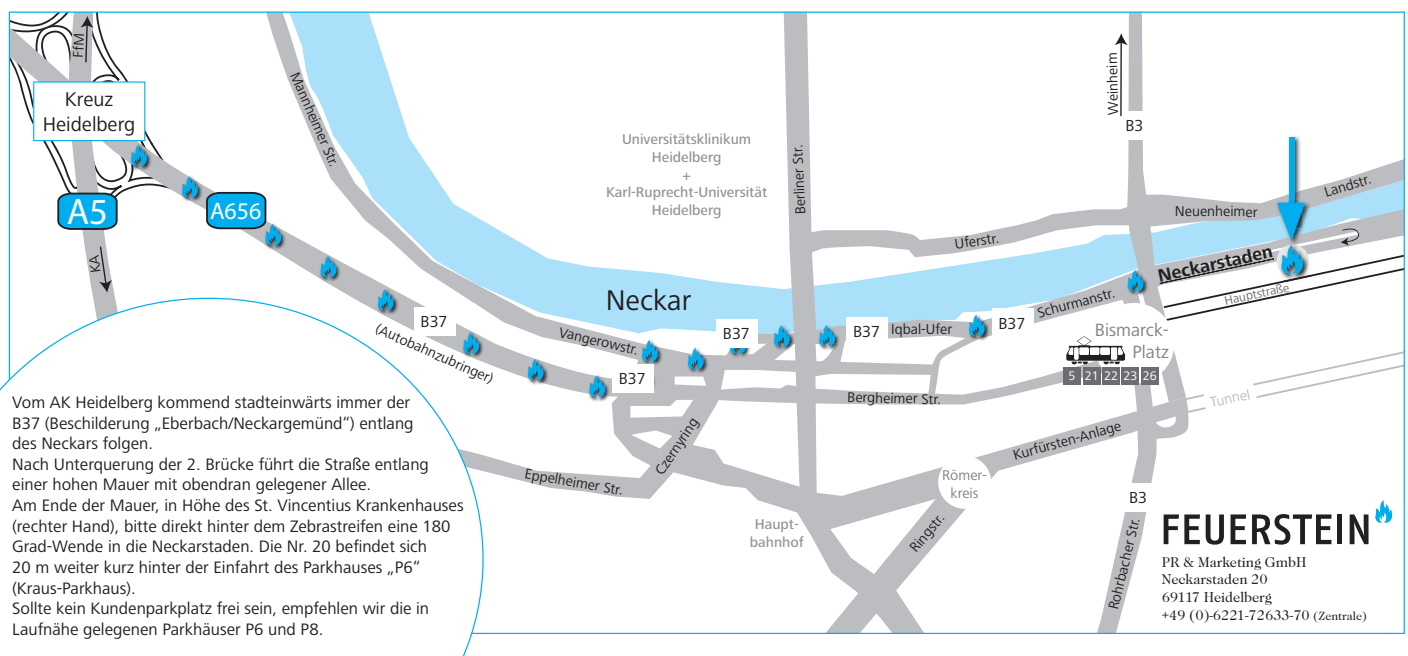 FfM
Kreuz
Heidelberg
A5
KA
A656
Mannheimer Str.
Universitätsklinikum
Heidelberg
+
Karl-Ruprecht-Universität
Heidelberg
Berliner Str.
Weinheim
B3
Neuenheimer
Landstr.
Uferstr.
Neckarstaden
Hauptstraße
Neckar
Schurmanstr.
B37
(Autobahnzubringer)
Vangerowstr.
B37
B37
Iqbal-Ufer
B37
Bismarck-
Platz
5 21 22 23 26
B37
Bergheimer Str.
Tunnel
Czernyring
Eppelheimer Str.
Kurfürsten-Anlage
Römer-
kreis
Haupt-
bahnhof
Ringstr.
B3
Rohrbacher Str.
Vom AK Heidelberg kommend stadteinwärts immer der
B37 (Beschilderung „Eberbach/Neckargemünd“) entlang
des Neckars folgen.
Nach Unterquerung der 2. Brücke führt die Straße entlang
einer hohen Mauer mit obendran gelegener Allee.
Am Ende der Mauer, in Höhe des St. Vincentius Krankenhauses
(rechter Hand), bitte direkt hinter dem Zebrastreifen eine 180
Grad-Wende in die Neckarstaden. Die Nr. 20 befindet sich
20 m weiter kurz hinter der Einfahrt des Parkhauses „P6“
(Kraus-Parkhaus).
Sollte kein Kundenparkplatz frei sein, empfehlen wir die in
Laufnähe gelegenen Parkhäuser P6 und P8.
FEUERSTEIN
PR & Marketing GmbH
Neckarstaden 20
69117 Heidelberg
+49 (0)-6221-72633-70 (Zentrale)